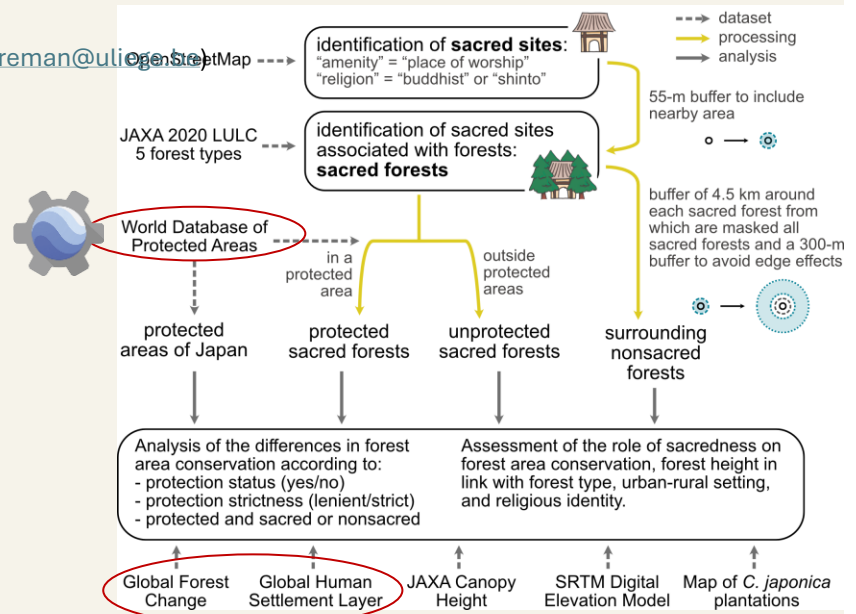 reman@uliege.be)
OpenStreetMap
identification of sacred sites:
"amenity" = "place of worship"
"religion" = "buddhist" or "shinto"
dataset
processing
analysis
55-m buffer to include
nearby area
JAXA 2020 LULC
5 forest types
identification of sacred sites
associated with forests:
sacred forests
buffer of 4.5 km around
each sacred forest from
which are masked all
sacred forests and a 300-m
buffer to avoid edge effects
World Database of
Protected Areas
in a
protected
area
outside
protected
areas
protected
areas of Japan
protected
sacred forests
unprotected
sacred forests
surrounding
nonsacred
forests
Analysis of the differences in forest
area conservation according to:
- protection status (yes/no)
- protection strictness (lenient/strict)
- protected and sacred or nonsacred
Assessment of the role of sacredness on
forest area conservation, forest height in
link with forest type, urban-rural setting,
and religious identity.
Global Forest
Change
Global Human
Settlement Layer
JAXA Canopy
Height
SRTM Digital
Elevation Model
Map of C. japonica
plantations